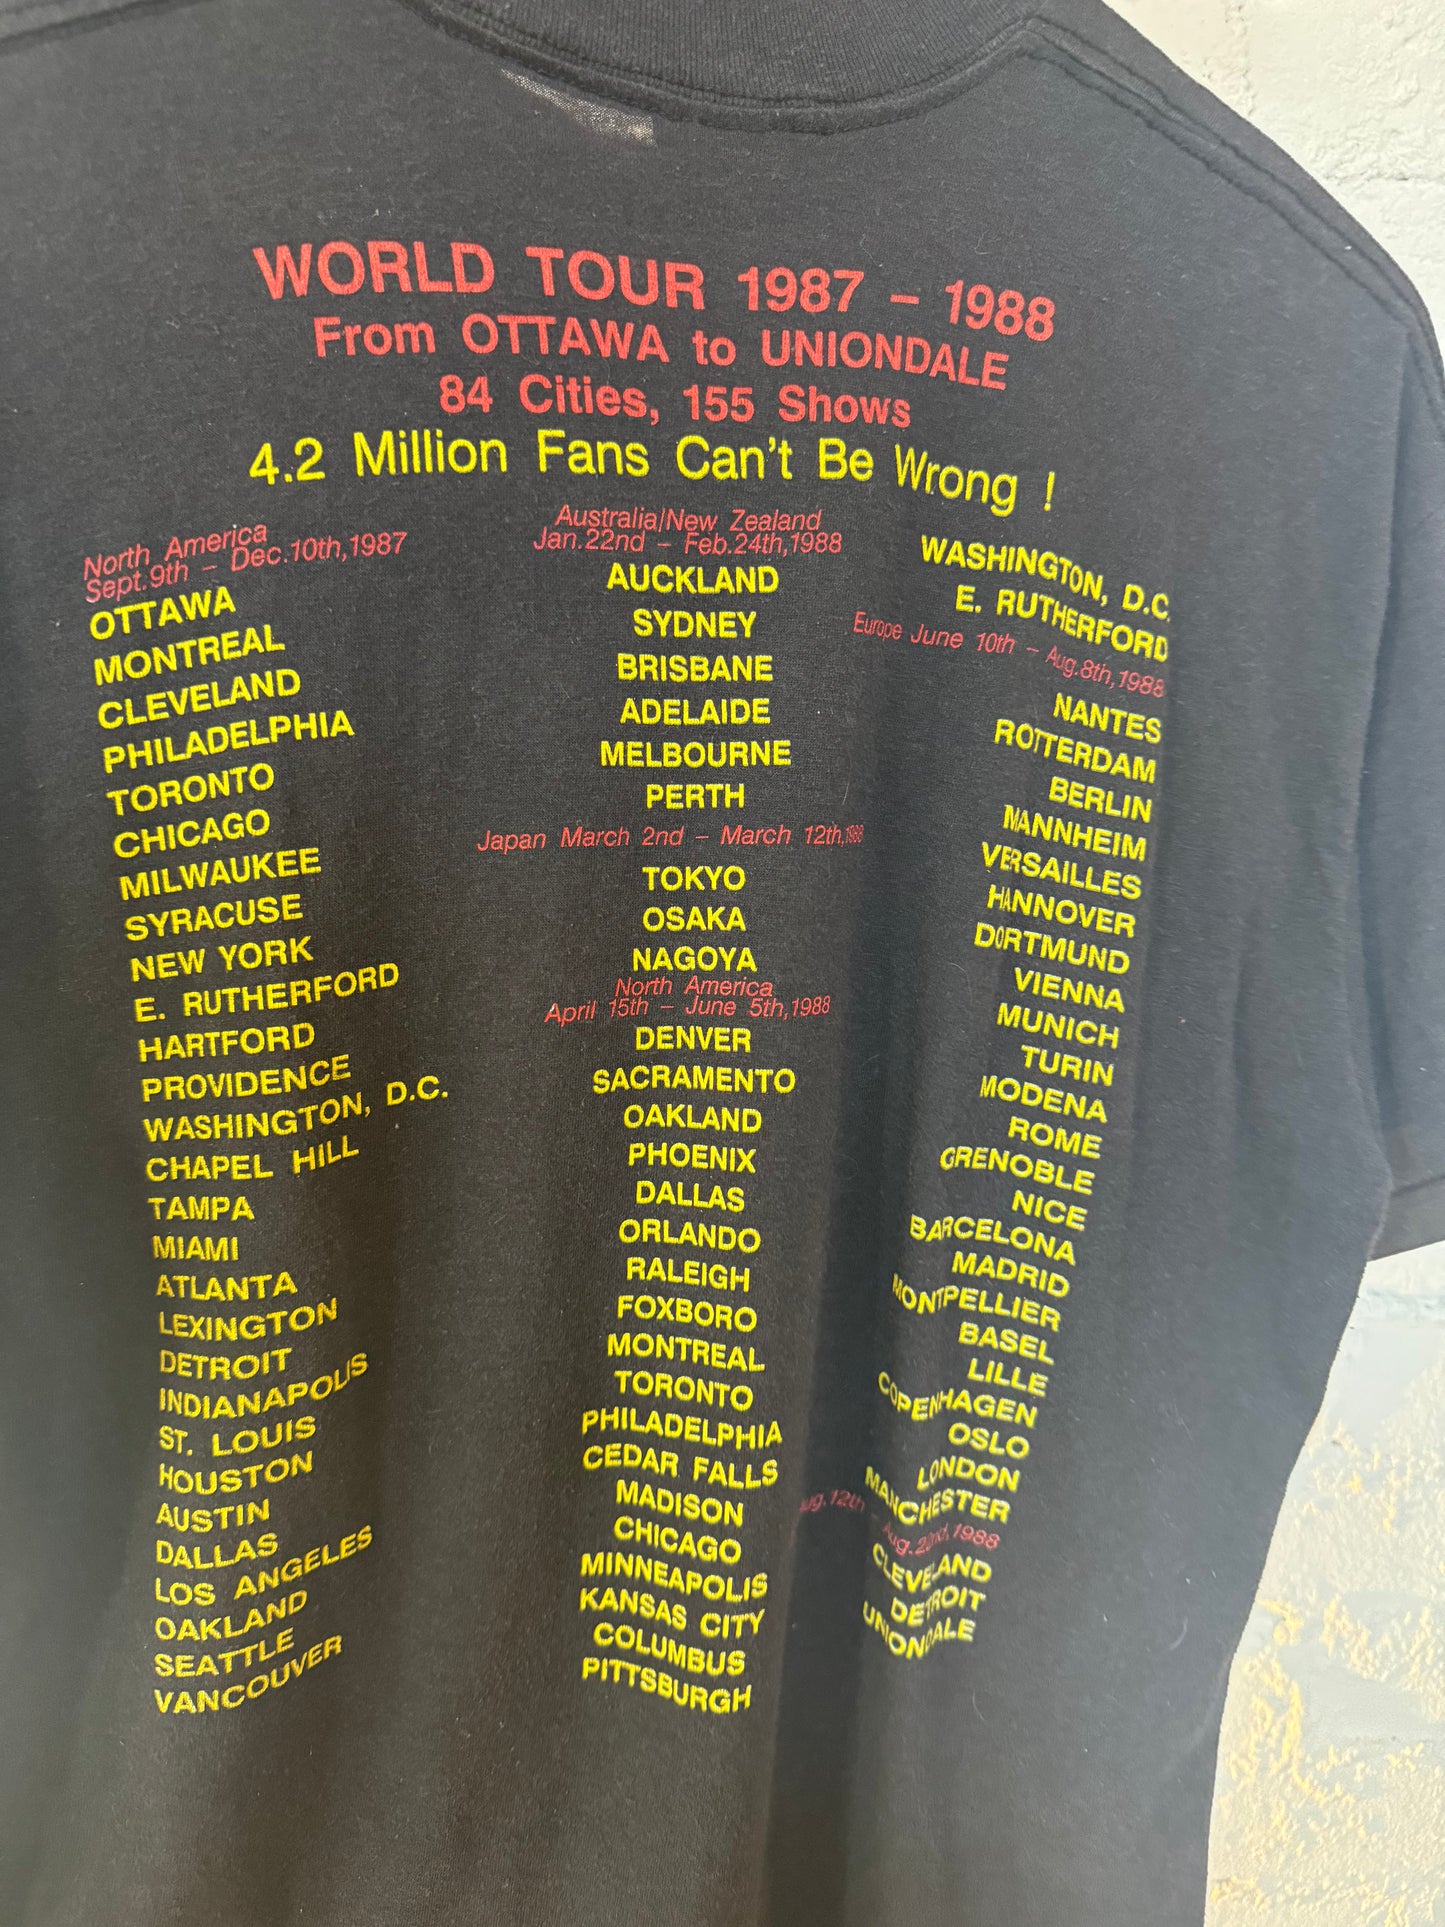 WORLD TOUR 1987 - 1988
From OTTAWA to UNIONDALE
84 Cities, 155 Shows
4.2 Million Fans Can't Be Wrong !
North America
Sept.9th - Dec.10th,1987
OTTAWA
MONTREAL
CLEVELAND
PHILADELPHIA
TORONTO
CHICAGO
MILWAUKEE
SYRACUSE
NEW YORK
E. RUTHERFORD
HARTFORD
PROVIDENCE
WASHINGTON, D.C.
CHAPEL HILL
TAMPA
MIAMI
ATLANTA
LEXINGTON
DETROIT
INDIANAPOLIS
ST. LOUIS
HOUSTON
AUSTIN
DALLAS
LOS ANGELES
OAKLAND
SEATTLE
VANCOUVER
Australia/New Zealand
Jan.22nd - Feb.24th,1988
AUCKLAND
SYDNEY
BRISBANE
ADELAIDE
MELBOURNE
PERTH
Japan March 2nd - March 12th,1988
TOKYO
OSAKA
NAGOYA
North America
April 15th - June 5th,1988
DENVER
SACRAMENTO
OAKLAND
PHOENIX
DALLAS
ORLANDO
RALEIGH
FOXBORO
MONTREAL
TORONTO
PHILADELPHIA
CEDAR FALLS
MADISON
CHICAGO
MINNEAPOLIS
KANSAS CITY
COLUMBUS
PITTSBURGH
WASHINGTON, D.C.
E. RUTHERFORD
Europe June 10th - Aug.8th,1988
NANTES
ROTTERDAM
BERLIN
MANNHEIM
VERSAILLES
HANNOVER
DORTMUND
VIENNA
MUNICH
TURIN
MODENA
ROME
GRENOBLE
NICE
BARCELONA
MADRID
MONTPELLIER
BASEL
LILLE
COPENHAGEN
OSLO
LONDON
MANCHESTER
Aug.12th - Aug.22nd,1988
CLEVELAND
DETROIT
UNIONDALE